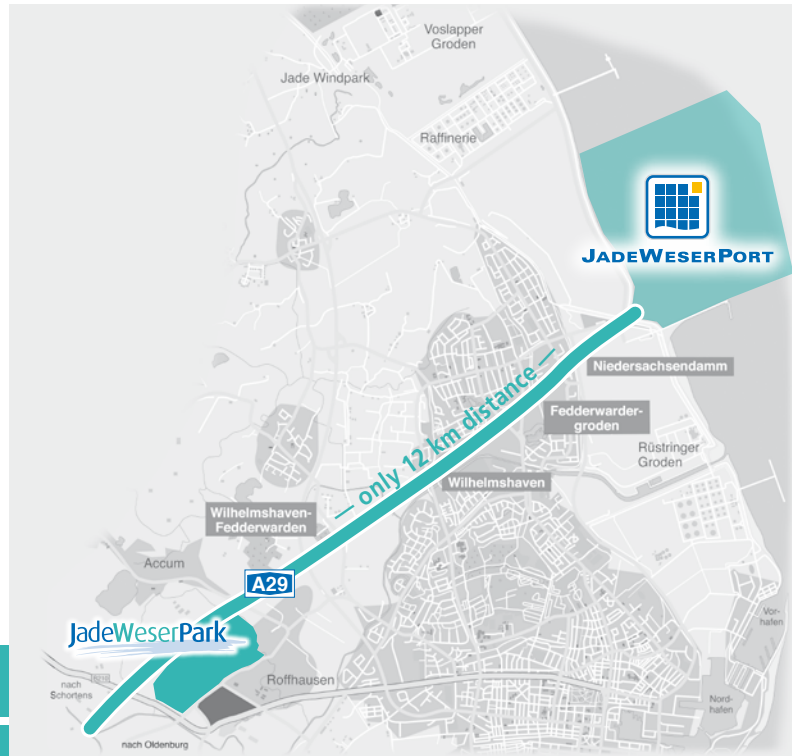 Voslapper
Groden
Jade Windpark
Raffinerie
JADEWESERPORT
Niedersachsendamm
Fedderwarder-
groden
— only 12 km distance —
Rüstringer
Groden
Wilhelmshaven
Wilhelmshaven-
Fedderwarden
Accum
A29
JadeWeserPark
Vor-
hafen
Roffhausen
nach
Schortens
Nord-
hafen
nach Oldenburg